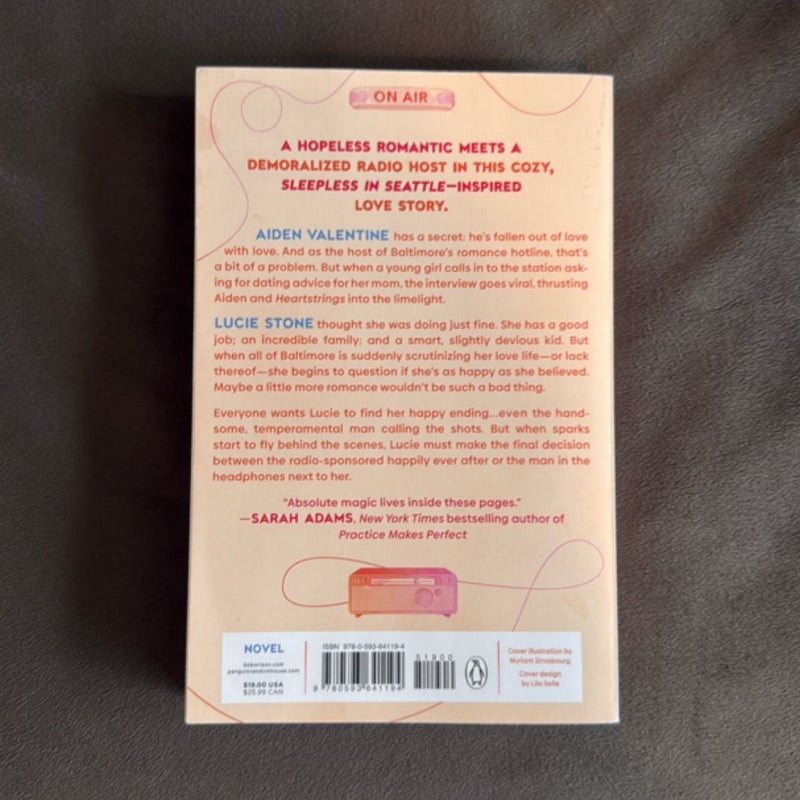 ON AIR
A HOPELESS ROMANTIC MEETS A
DEMORALIZED RADIO HOST IN THIS COZY,
SLEEPLESS IN SEATTLE—INSPIRED
LOVE STORY.
AIDEN VALENTINE has a secret: he's fallen out of love
with love. And as the host of Baltimore's romance hotline, that's
a bit of a problem. But when a young girl calls in to the station ask-
ing for dating advice for her mom, the interview goes viral, thrusting
Aiden and Heartstrings into the limelight.
LUCIE STONE thought she was doing just fine. She has a good
job; an incredible family; and a smart, slightly devious kid. But
when all of Baltimore is suddenly scrutinizing her love life—or lack
thereof—she begins to question if she's as happy as she believed.
Maybe a little more romance wouldn't be such a bad thing.
Everyone wants Lucie to find her happy ending...even the hand-
some, temperamental man calling the shots. But when sparks
start to fly behind the scenes, Lucie must make the final decision
between the radio-sponsored happily ever after or the man in the
headphones next to her.
"Absolute magic lives inside these pages."
—SARAH ADAMS, New York Times bestselling author of
Practice Makes Perfect
NOVEL
bkborison.com
penguinrandomhouse.com
$19.00 USA
$25.99 CAN
ISBN 978-0-593-64119-4
51900
9 780593 641194
Cover illustration by
Myriam Strasbourg
Cover design
by Lila Selle